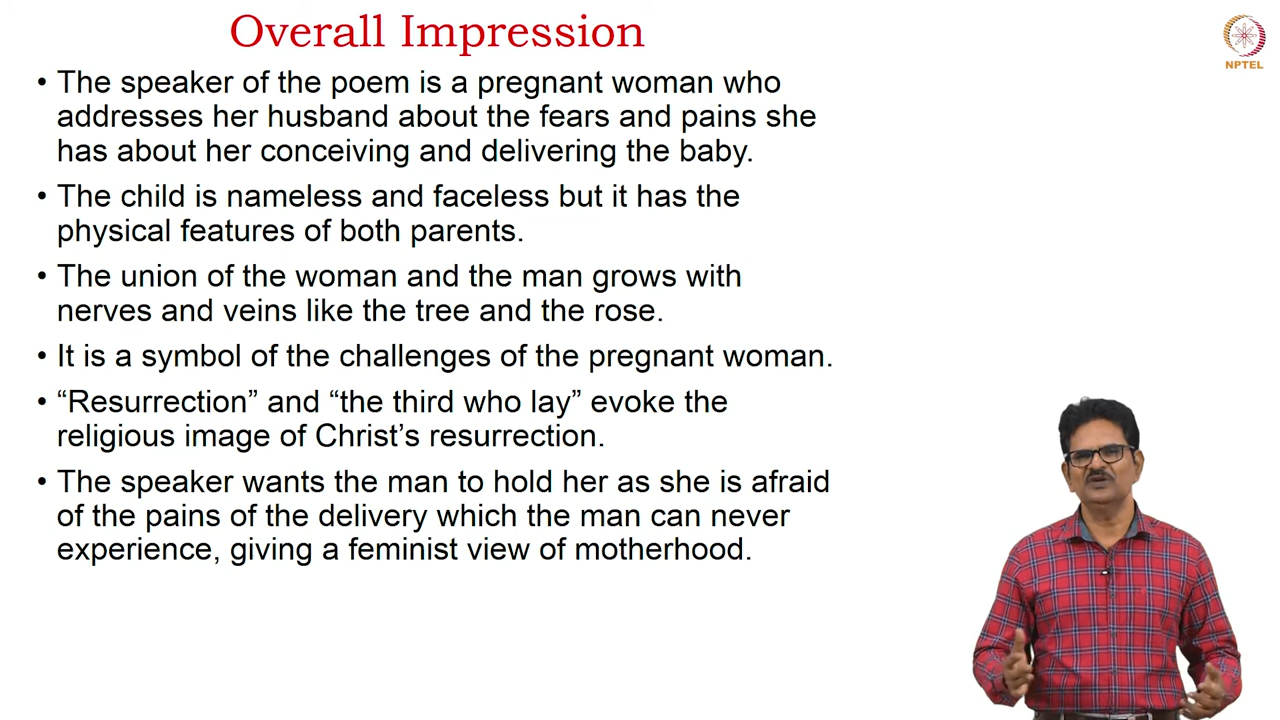 Overall Impression
NPTEL
• The speaker of the poem is a pregnant woman who
addresses her husband about the fears and pains she
has about her conceiving and delivering the baby.
• The child is nameless and faceless but it has the
physical features of both parents.
• The union of the woman and the man grows with
nerves and veins like the tree and the rose.
• It is a symbol of the challenges of the pregnant woman.
• “Resurrection” and “the third who lay” evoke the
religious image of Christ’s resurrection.
• The speaker wants the man to hold her as she is afraid
of the pains of the delivery which the man can never
experience, giving a feminist view of motherhood.